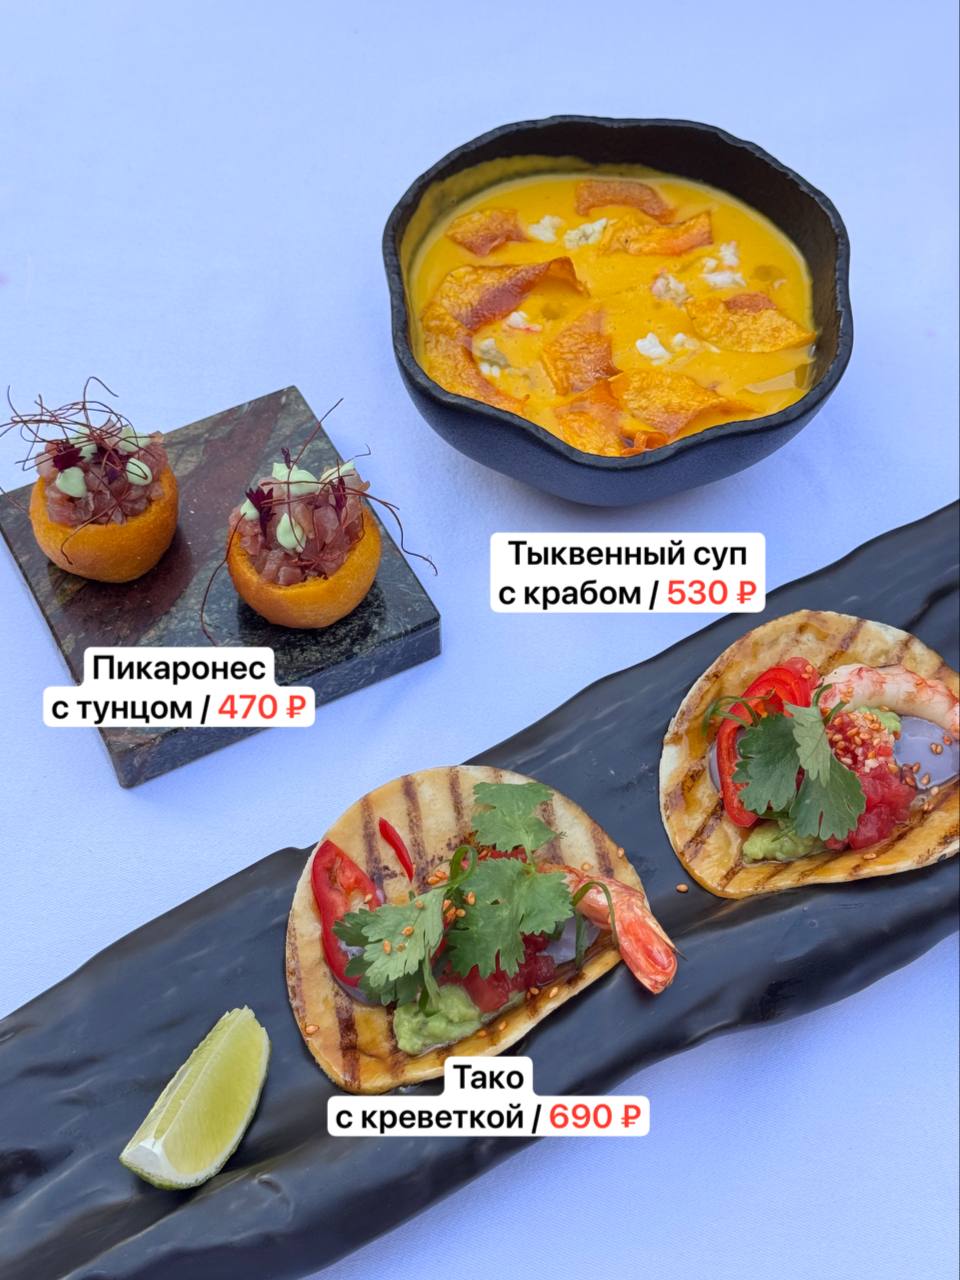 Тыквенный суп
с крабом / 530 ₽
Пикаронес
с тунцом / 470 ₽
Тако
с креветкой / 690 ₽